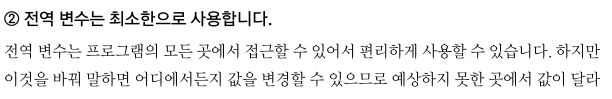 ② 전역 변수는 최소한으로 사용합니다.
전역 변수는 프로그램의 모든 곳에서 접근할 수 있어서 편리하게 사용할 수 있습니다. 하지만
이것을 바꿔 말하면 어디에서든지 값을 변경할 수 있으므로 예상하지 못한 곳에서 값이 달라